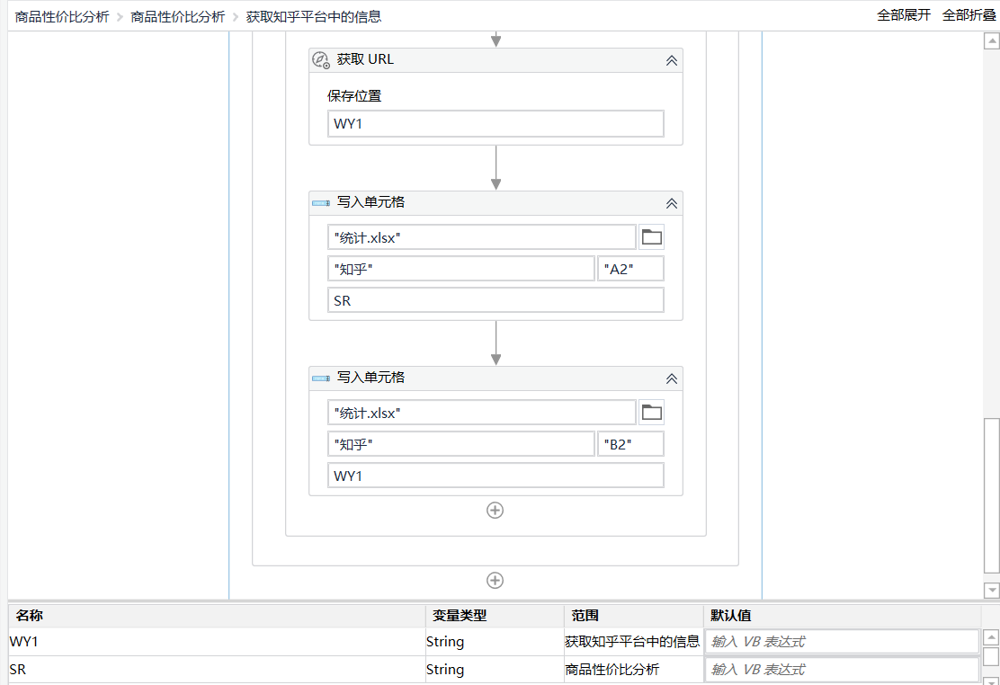 商品性价比分析 > 商品性价比分析 > 获取知乎平台中的信息 全部展开 全部折叠
获取 URL
保存位置
WY1
写入单元格
"统计.xlsx"
"知乎" "A2"
SR
写入单元格
"统计.xlsx"
"知乎" "B2"
WY1
名称 变量类型 范围 默认值
WY1 String 获取知乎平台中的信息 输入 VB 表达式
SR String 商品性价比分析 输入 VB 表达式